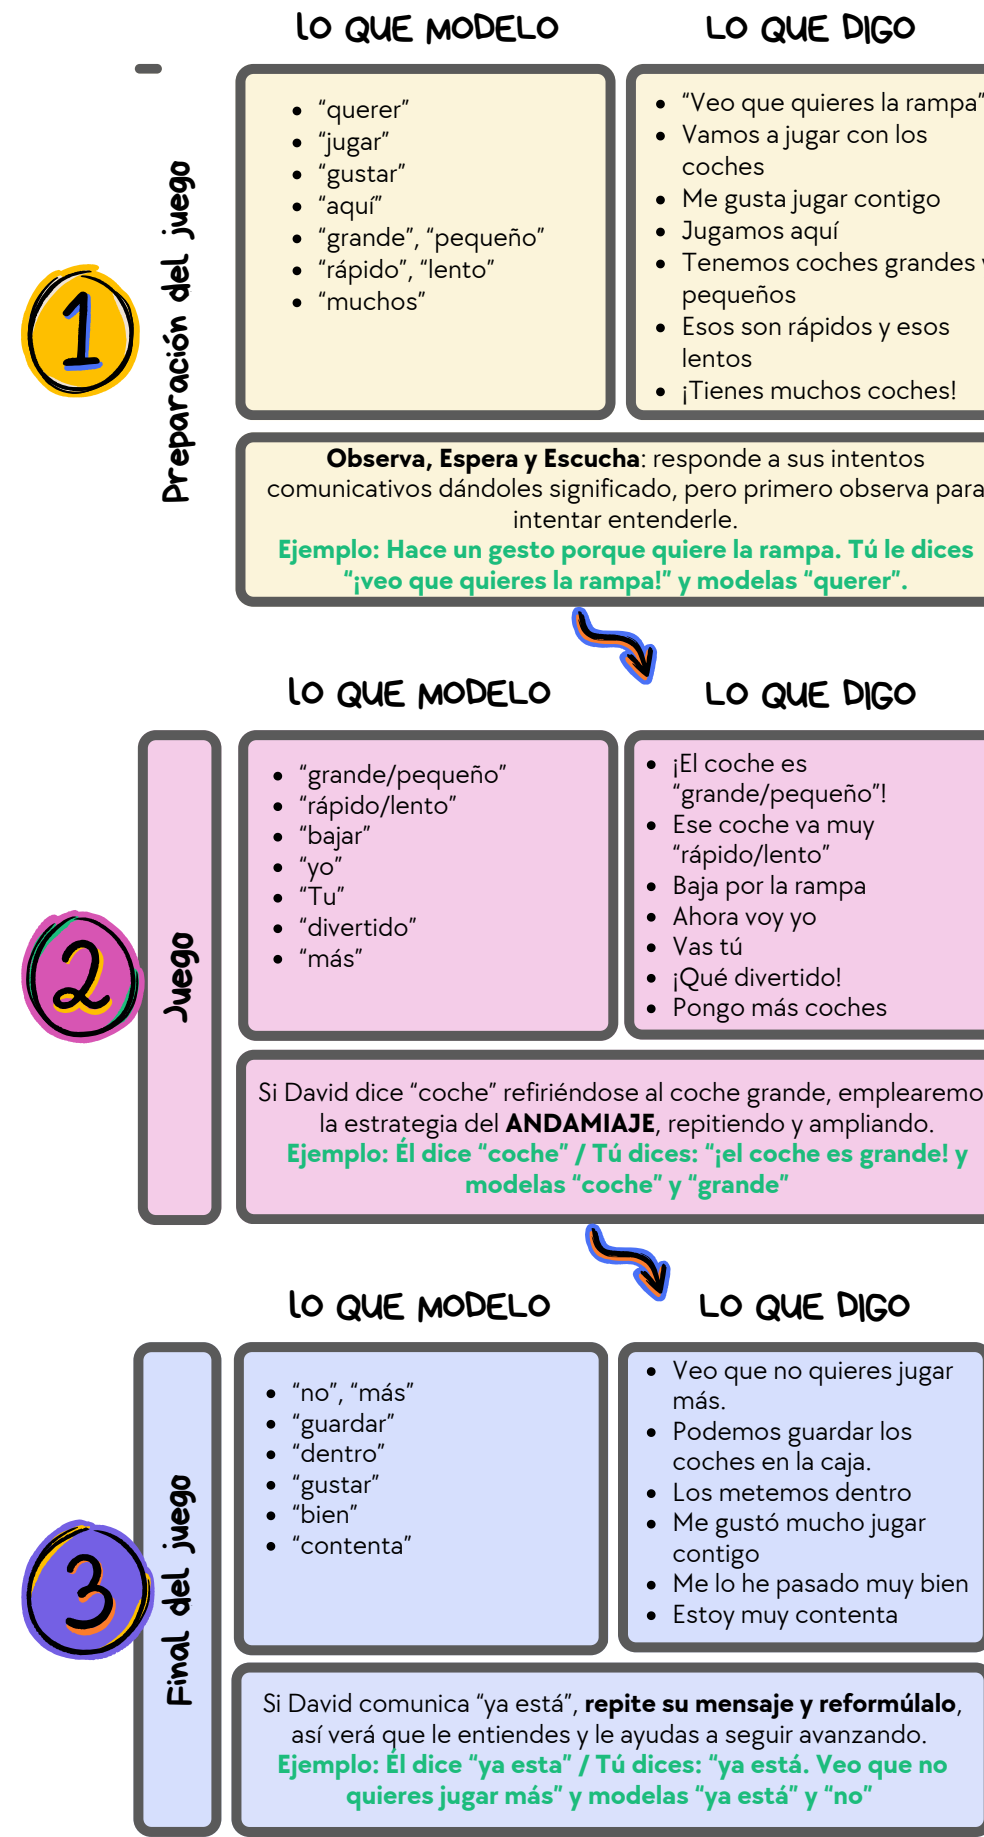 LO QUE MODELO
LO QUE DIGO
1
Preparación del juego
• “querer”
• “jugar”
• “gustar”
• “aquí”
• “grande”, “pequeño”
• “rápido”, “lento”
• “muchos”
• “Veo que quieres la rampa”
• Vamos a jugar con los
coches
• Me gusta jugar contigo
• Jugamos aquí
• Tenemos coches grandes
pequeños
• Esos son rápidos y esos
lentos
• ¡Tienes muchos coches!
Observa, Espera y Escucha: responde a sus intentos
comunicativos dándoles significado, pero primero observa para
intentar entenderle.
Ejemplo: Hace un gesto porque quiere la rampa. Tú le dices
“¡veo que quieres la rampa!” y modelas “querer”.
LO QUE MODELO
LO QUE DIGO
2
Juego
• “grande/pequeño”
• “rápido/lento”
• “bajar”
• “yo”
• “Tu”
• “divertido”
• “más”
• ¡El coche es
“grande/pequeño”!
• Ese coche va muy
“rápido/lento”
• Baja por la rampa
• Ahora voy yo
• Vas tú
• ¡Qué divertido!
• Pongo más coches
Si David dice “coche” refiriéndose al coche grande, emplearemo
la estrategia del ANDAMIAJE, repitiendo y ampliando.
Ejemplo: Él dice “coche” / Tú dices: “¡el coche es grande! y
modelas “coche” y “grande”
LO QUE MODELO
LO QUE DIGO
3
Final del juego
• “no”, “más”
• “guardar”
• “dentro”
• “gustar”
• “bien”
• “contenta”
• Veo que no quieres jugar
más.
• Podemos guardar los
coches en la caja.
• Los metemos dentro
• Me gustó mucho jugar
contigo
• Me lo he pasado muy bien
• Estoy muy contenta
Si David comunica “ya está”, repite su mensaje y reformúlalo,
así verá que le entiendes y le ayudas a seguir avanzando.
Ejemplo: Él dice “ya esta” / Tú dices: “ya está. Veo que no
quieres jugar más” y modelas “ya está” y “no”